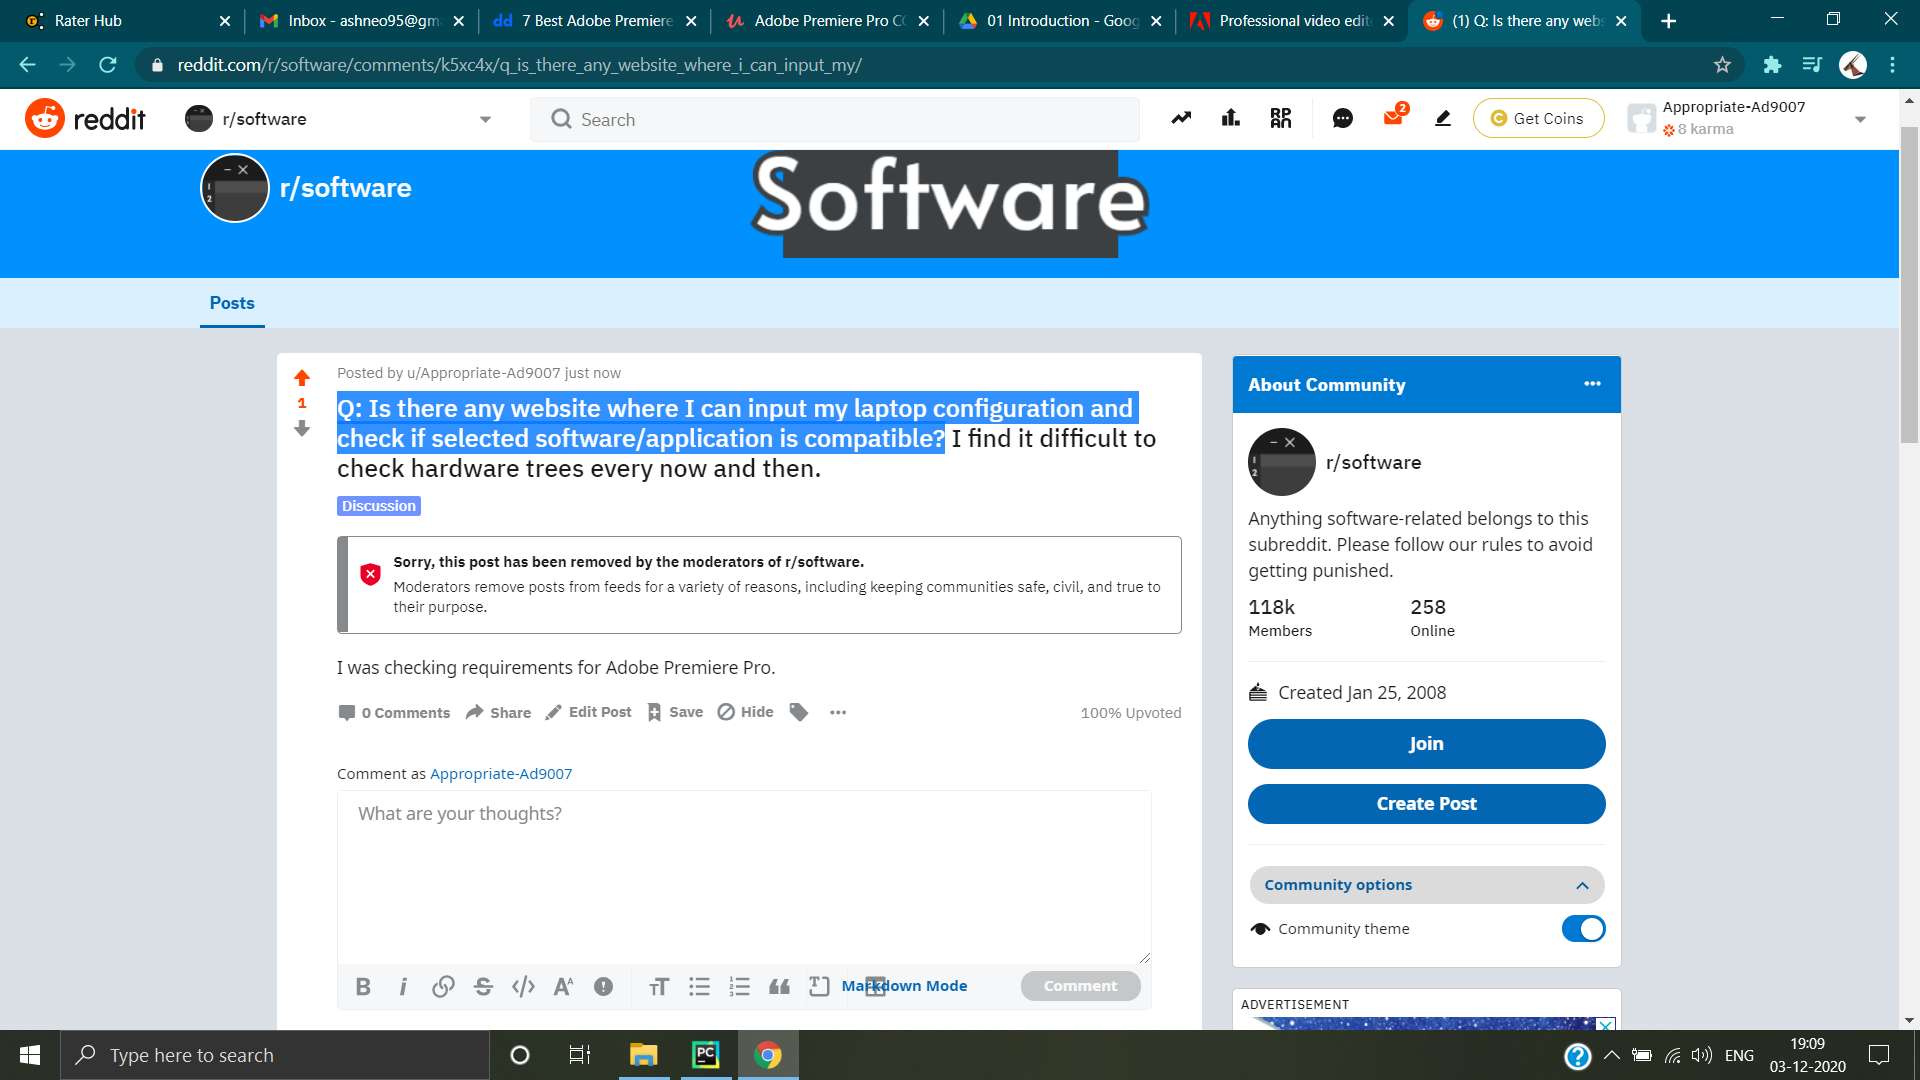 Rater Hub
Inbox - ashneo95@gm
7 Best Adobe Premiere
Adobe Premiere Pro CC
01 Introduction - Goog
Professional video edit
(1) Q: Is there any webs
reddit.com/r/software/comments/k5xc4x/q_is_there_any_website_where_i_can_input_my/
reddit
r/software
Search
2
Get Coins
Appropriate-Ad9007
8 karma
r/software
Software
Posts
Posted by u/Appropriate-Ad9007 just now
1
Q: Is there any website where I can input my laptop configuration and
check if selected software/application is compatible? I find it difficult to
check hardware trees every now and then.
Discussion
Sorry, this post has been removed by the moderators of r/software.
Moderators remove posts from feeds for a variety of reasons, including keeping communities safe, civil, and true to
their purpose.
I was checking requirements for Adobe Premiere Pro.
0 Comments Share Edit Post Save Hide
100% Upvoted
Comment as Appropriate-Ad9007
What are your thoughts?
Markdown Mode
Comment
About Community
r/software
Anything software-related belongs to this
subreddit. Please follow our rules to avoid
getting punished.
118k 258
Members Online
Created Jan 25, 2008
Join
Create Post
Community options
Community theme
ADVERTISEMENT
Type here to search
PC
ENG
19:09
03-12-2020